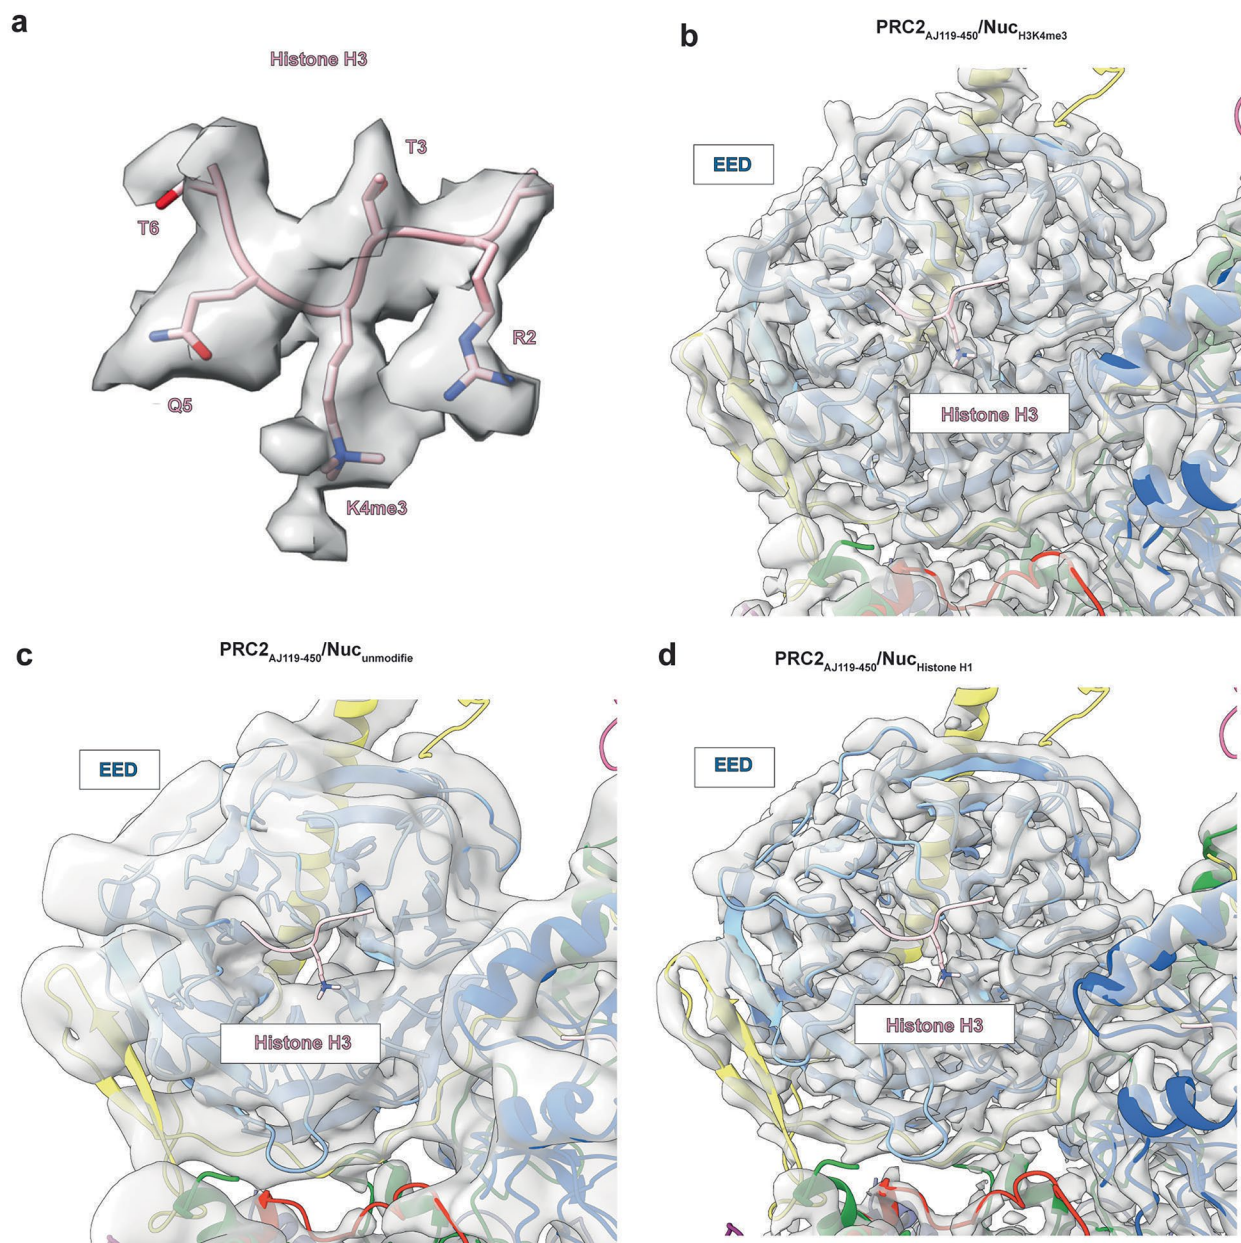 a
Histone H3
T3
T6
R2
Q5
K4me3
b
PRC2AJ119-450/NucH3K4me3
EED
Histone H3
c
PRC2AJ119-450/Nucunmodifie
EED
Histone H3
d
PRC2AJ119-450/NucHistone H1
EED
Histone H3